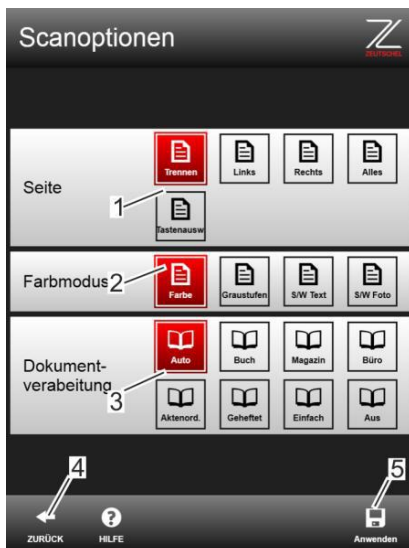 Scanoptionen
ZEUTSCHEL
Seite
Trennen
Links
Rechts
Alles
1
Tastenausw
Farbmodus
2
Farbe
Graustufen
S/W Text
S/W Foto
Dokument-
verabeitung
3
Auto
Buch
Magazin
Büro
Aktenord.
Geheftet
Einfach
Aus
4
5
ZURÜCK
?
HILFE
Anwenden